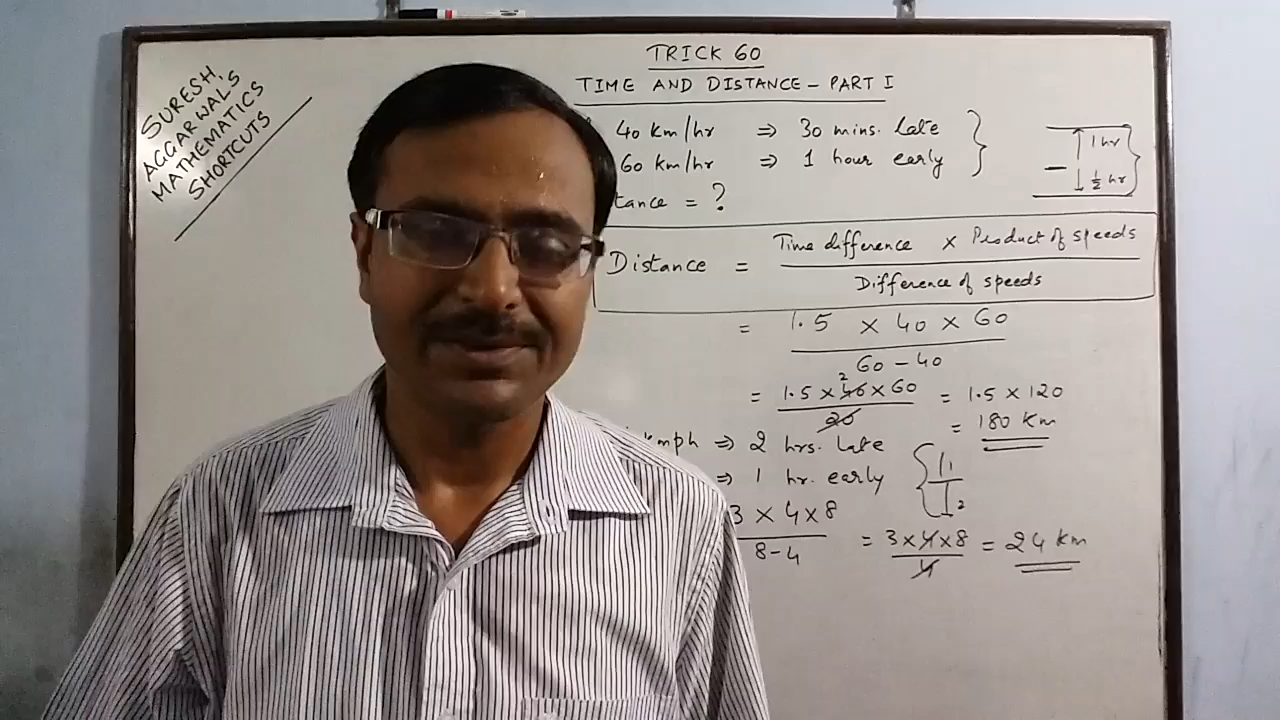 SURESH
AGGARWAL'S
MATHEMATICS
SHORTCUTS
TRICK 60
TIME AND DISTANCE - PART I
40 km/hr ⇒ 30 mins. late
60 km/hr ⇒ 1 hour early
tance = ?
1 hr
1/2 hr
Distance = Time difference × Product of speeds
Difference of speeds
= 1.5 × 40 × 60
60 - 40
= 1.5 × 40 × 60 = 1.5 × 120
2
20
= 180 Km
kmph ⇒ 2 hrs. late
⇒ 1 hr. early
1
2
3 × 4 × 8
8 - 4
= 3 × 4 × 8 = 24 km
4